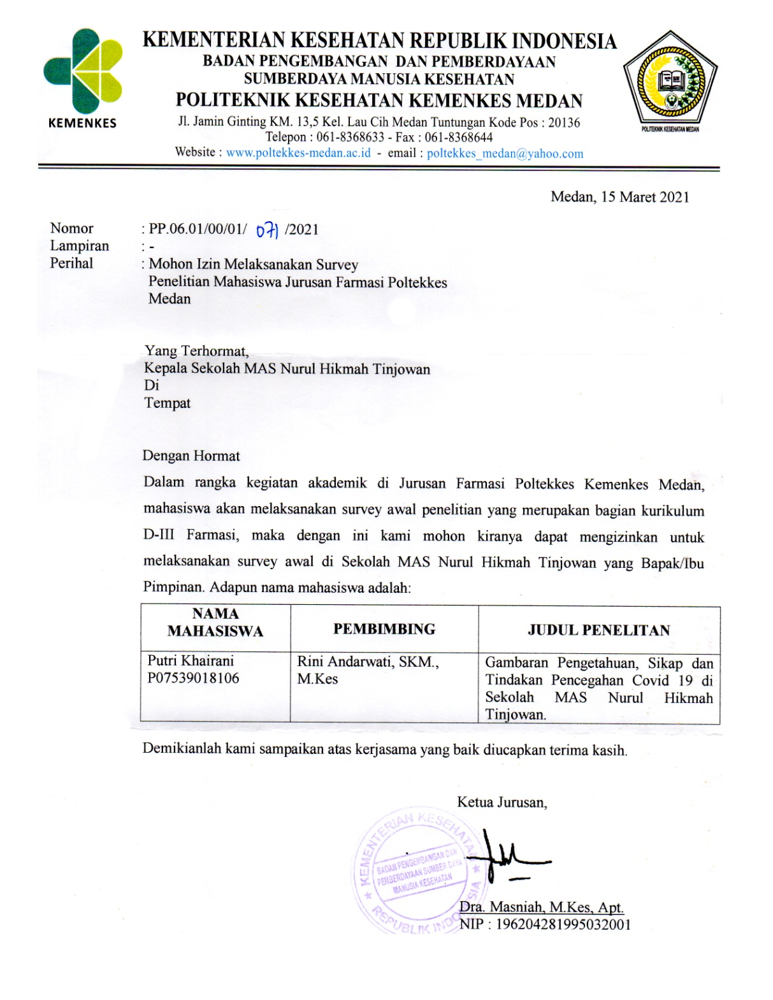 KEMENKES
KEMENTERIAN KESEHATAN REPUBLIK INDONESIA
BADAN PENGEMBANGAN DAN PEMBERDAYAAN
SUMBERDAYA MANUSIA KESEHATAN
POLITEKNIK KESEHATAN KEMENKES MEDAN
Jl. Jamin Ginting KM. 13,5 Kel. Lau Cih Medan Tuntungan Kode Pos : 20136
Telepon : 061-8368633 - Fax : 061-8368644
Website : www.poltekkes-medan.ac.id - email : poltekkes_medan@yahoo.com
POLITEKNIK KESEHATAN MEDAN
Medan, 15 Maret 2021
Nomor : PP.06.01/00/01/ 071 /2021
Lampiran : -
Perihal : Mohon Izin Melaksanakan Survey
Penelitian Mahasiswa Jurusan Farmasi Poltekkes
Medan
Yang Terhormat,
Kepala Sekolah MAS Nurul Hikmah Tinjowan
Di
Tempat
Dengan Hormat
Dalam rangka kegiatan akademik di Jurusan Farmasi Poltekkes Kemenkes Medan,
mahasiswa akan melaksanakan survey awal penelitian yang merupakan bagian kurikulum
D-III Farmasi, maka dengan ini kami mohon kiranya dapat mengizinkan untuk
melaksanakan survey awal di Sekolah MAS Nurul Hikmah Tinjowan yang Bapak/Ibu
Pimpinan. Adapun nama mahasiswa adalah:
NAMA
MAHASISWA
PEMBIMBING
JUDUL PENELITAN
Putri Khairani
P07539018106
Rini Andarwati, SKM.,
M.Kes
Gambaran Pengetahuan, Sikap dan
Tindakan Pencegahan Covid 19 di
Sekolah MAS Nurul Hikmah
Tinjowan.
Demikianlah kami sampaikan atas kerjasama yang baik diucapkan terima kasih.
Ketua Jurusan,
KEMENTERIAN KESEHATAN
BADAN PENGEMBANGAN DAN
PEMBERDAYAAN SUMBER DAYA
MANUSIA KESEHATAN
REPUBLIK INDONESIA
Dra. Masniah, M.Kes, Apt.
NIP : 196204281995032001